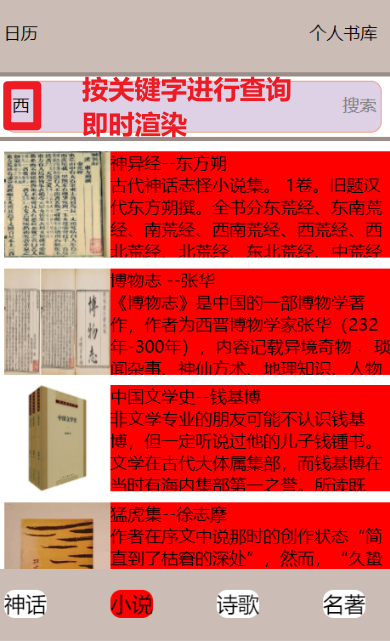 日历 个人书库
按关键字进行查询
西 搜索
即时渲染
神异经--东方朔
古代神话志怪小说集。 1卷。旧题汉
代东方朔撰。全书分东荒经、东南荒
经、南荒经、西南荒经、西荒经、西
北荒经、北荒经、东北荒经、中荒经
博物志 --张华
《博物志》是中国的一部博物学著
作，作者为西晋博物学家张华（232
年-300年），内容记载异境奇物 、琐
闻杂事、神仙方术、地理知识、人物
博物志
中国文学史--钱基博
非文学专业的朋友可能不认识钱基
博，但一定听说过他的儿子钱锺书。
文学在古代大体属集部，而钱基博在
当时有海内集部第一之誉。所读既
猛虎集--徐志摩
作者在序文中说那时的创作状态“简
直到了枯窘的深处”，然而，“久蛰
神话 小说 诗歌 名著